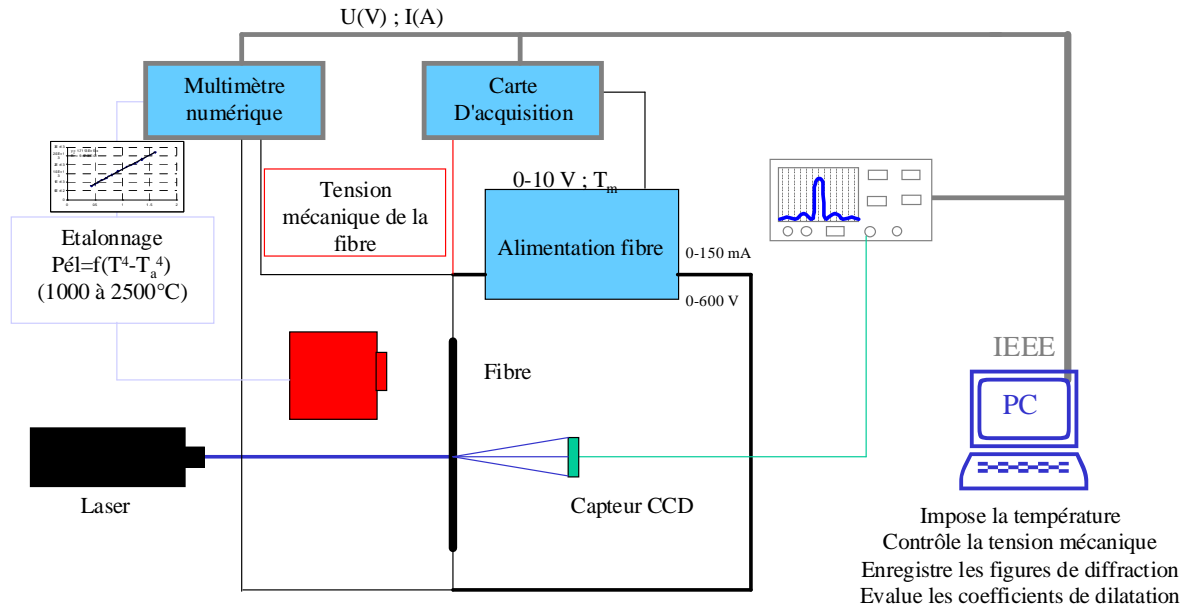 U(V) ; I(A)
Multimètre
numérique
Carte
D'acquisition
Tension
mécanique de la
fibre
0-10 V ; Tm
Alimentation fibre
0-150 mA
0-600 V
Etalonnage
Pél=f(T⁴-Ta⁴)
(1000 à 2500°C)
Fibre
IEEE
PC
Laser
Capteur CCD
Impose la température
Contrôle la tension mécanique
Enregistre les figures de diffraction
Evalue les coefficients de dilatation